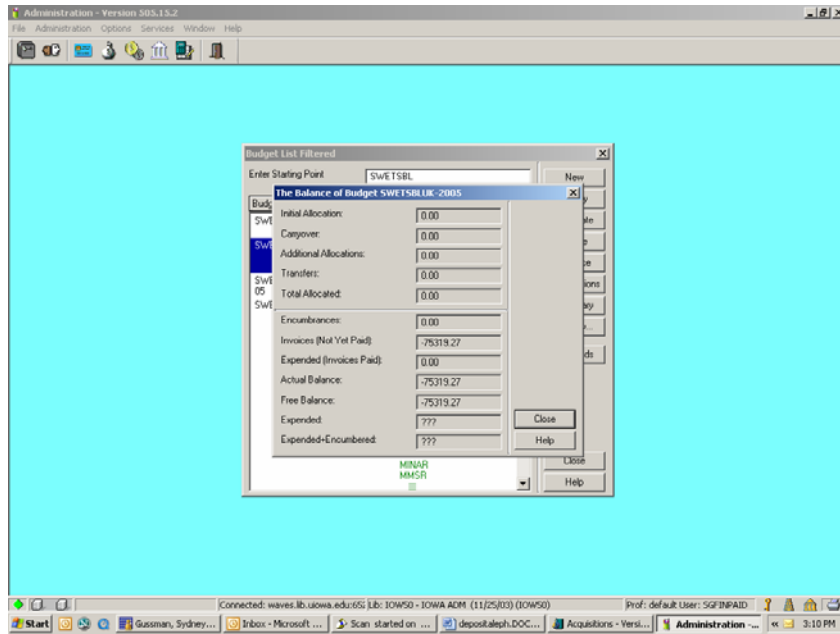 Administration - Version 505.15.2
File Administration Options Services Window Help
Budget List Filtered
Enter Starting Point SWETSBL New
The Balance of Budget SWETSBLUK-2005
Initial Allocation: 0.00
Carryover: 0.00
Additional Allocations: 0.00
Transfers: 0.00
Total Allocated: 0.00
Encumbrances: 0.00
Invoices (Not Yet Paid): -75319.27
Expended (Invoices Paid): 0.00
Actual Balance: -75319.27
Free Balance: -75319.27
Expended: ???
Expended+Encumbered: ???
Close
Help
05
MINAR
MMSR
Close
Help
Connected: waves.lib.uiowa.edu:65 Lib: IOW50 - IOWA ADM (11/25/03) (IOW50) Prof: default User: SGFINPAID
Start Gussman, Sydney... Inbox - Microsoft ... Scan started on ... depositaleph.DOC... Acquisitions - Versi... Administration -... 3:10 PM